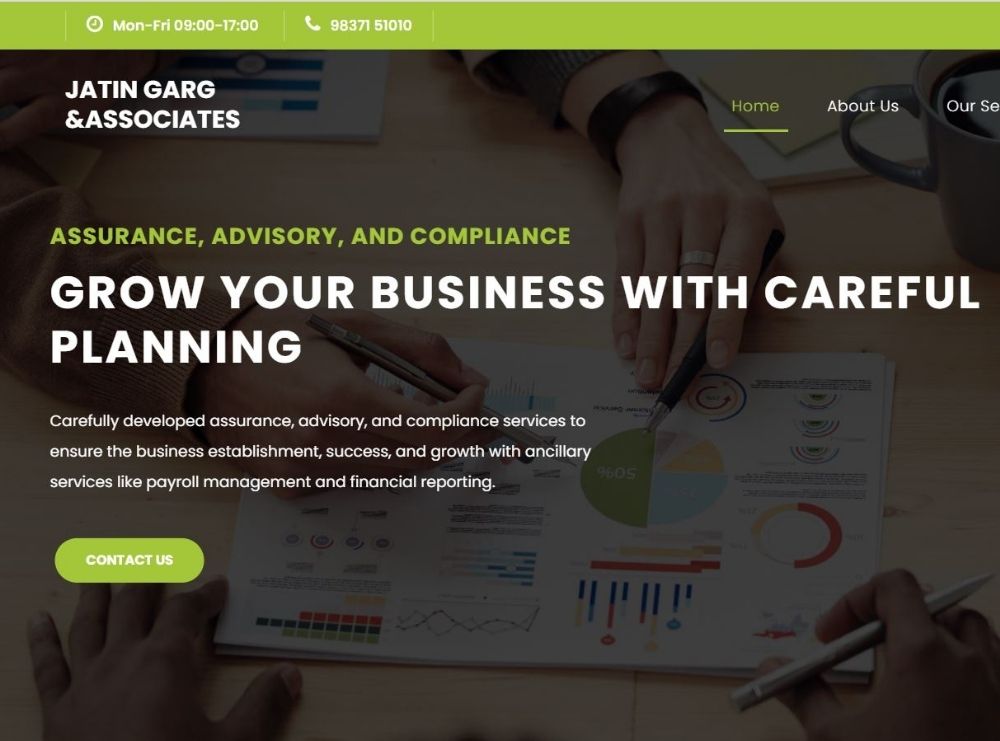 Mon-Fri 09:00-17:00 98371 51010
JATIN GARG
&ASSOCIATES
Home About Us Our Se
ASSURANCE, ADVISORY, AND COMPLIANCE
GROW YOUR BUSINESS WITH CAREFUL
PLANNING
Carefully developed assurance, advisory, and compliance services to
ensure the business establishment, success, and growth with ancillary
services like payroll management and financial reporting.
50%
CONTACT US